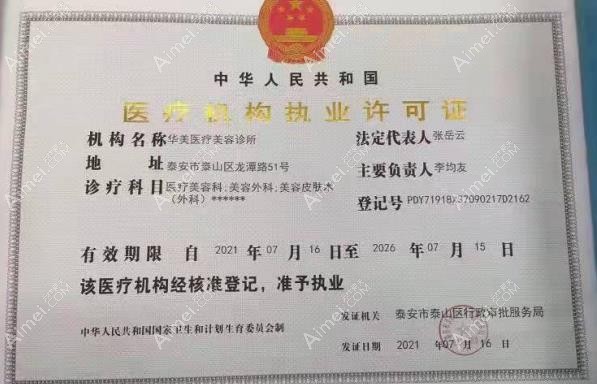 中华人民共和国
医疗机构执业许可证
机构名称 华美医疗美容诊所
法定代表人 张岳云
地 址 泰安市泰山区龙潭路51号
主要负责人 李均友
诊疗科目 医疗美容科;美容外科;美容皮肤
（外科）******
登记号
有效期限 自 2021 年 07 月 16 日至 2026 年 07 月 15 日
该医疗机构经核准登记，准予执业
发证机关 泰安市泰山区行政审批服务局
中华人民共和国国家卫生和计划生育委员会制
发证日期 2021 年 07 月 16 日
Aimei.COM